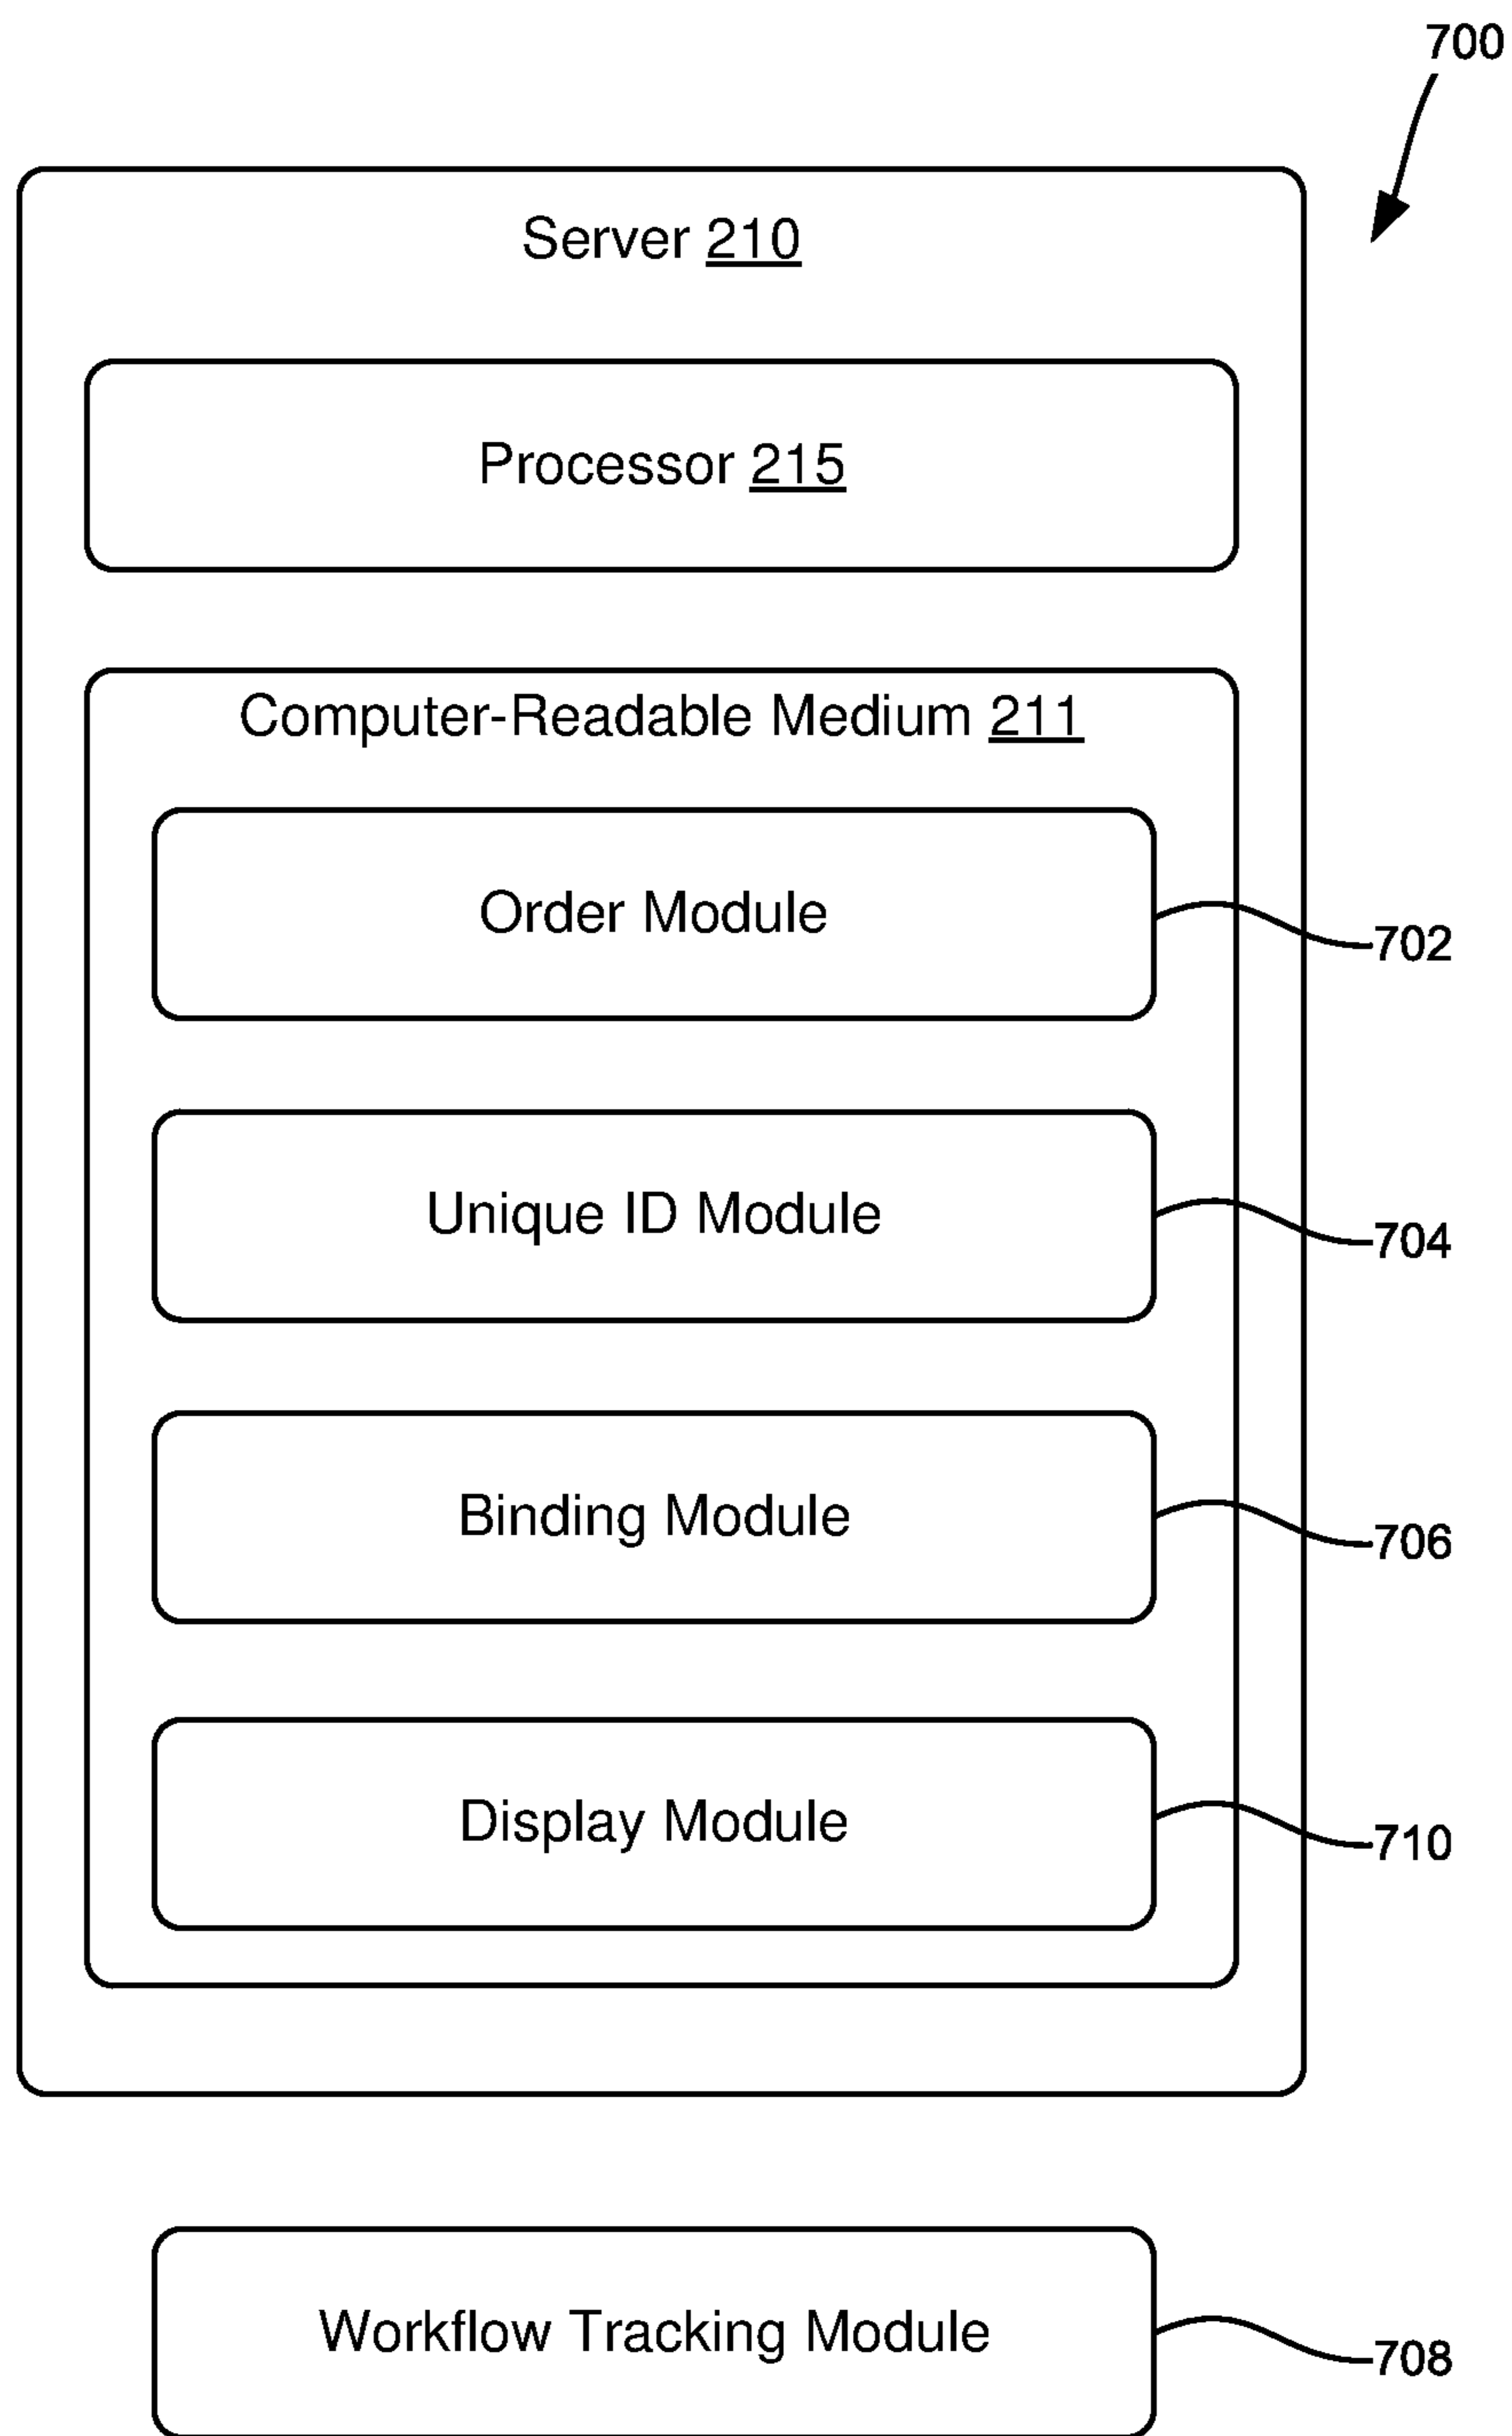 700
Server 210
Processor 215
Computer-Readable Medium 211
Order Module
702
Unique ID Module
704
Binding Module
706
Display Module
710
Workflow Tracking Module
708